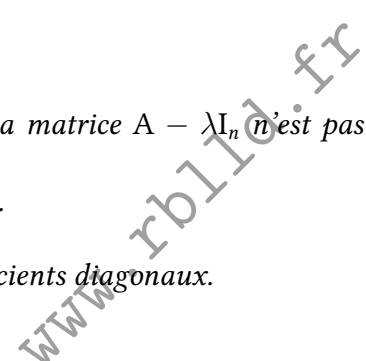 a matrice A − λIₙ n'est pas
.
cients diagonaux.
www.rblld.fr